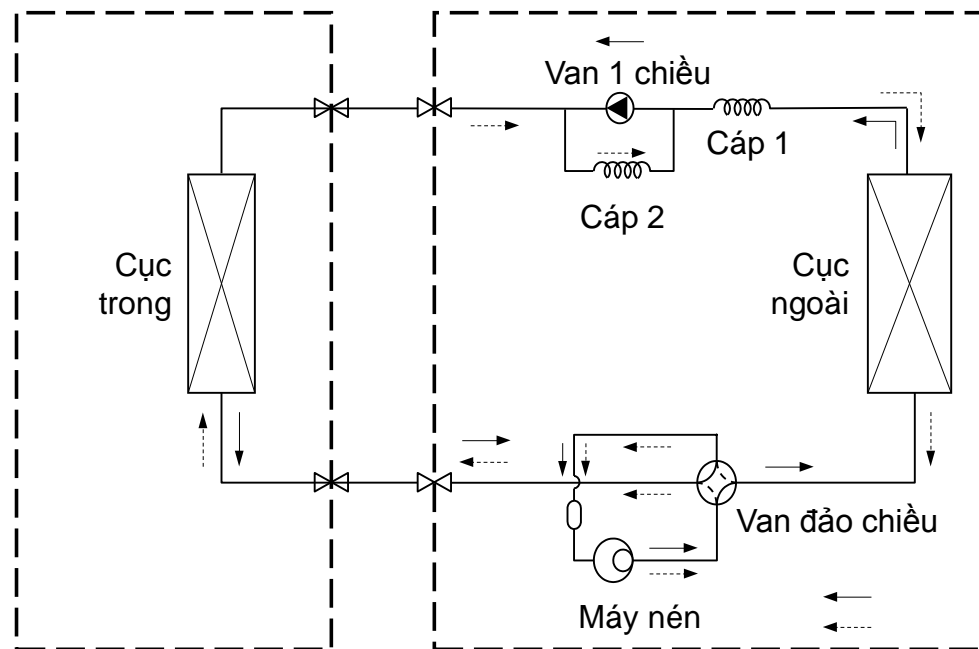 Van 1 chiều
Cáp 1
Cáp 2
Cục
trong
Cục
ngoài
Van đảo chiều
Máy nén